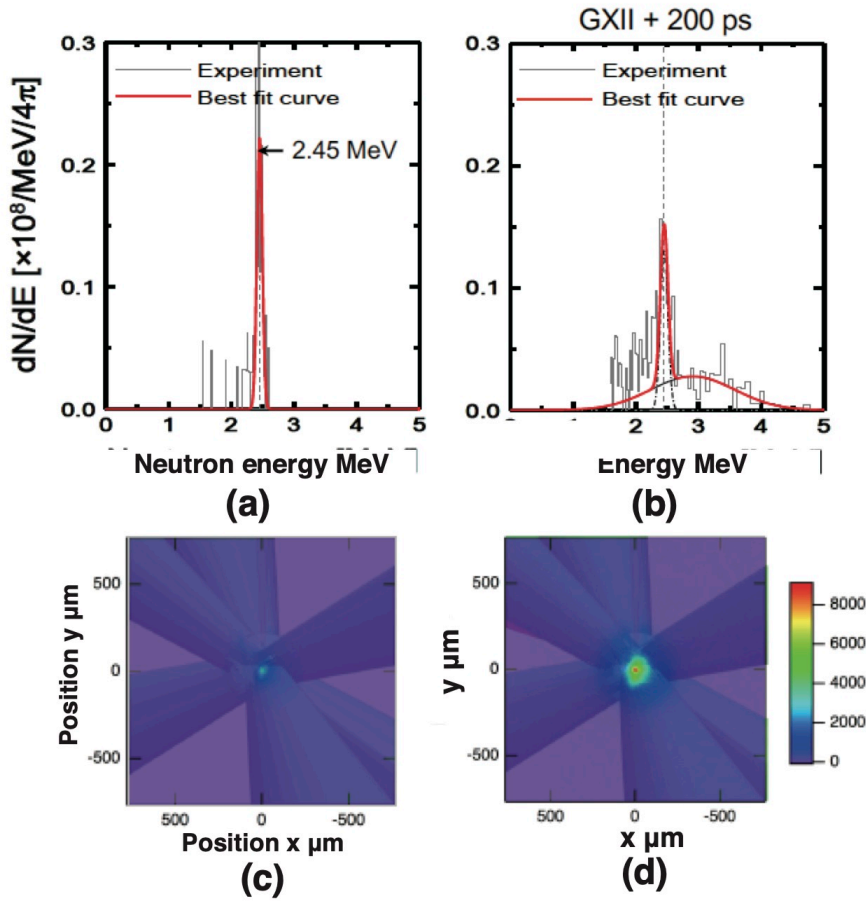 GXII + 200 ps
0.3
Experiment
Best fit curve
2.45 MeV
0.2
0.1
0.0
dN/dE [×10⁸/MeV/4π]
0 1 2 3 4 5
Neutron energy MeV
(a)
0.3
Experiment
Best fit curve
0.2
0.1
0.0
0 1 2 3 4 5
Energy MeV
(b)
500
0
-500
Position y μm
500 0 -500
Position x μm
(c)
500
0
-500
y μm
500 0 -500
x μm
(d)
8000
6000
4000
2000
0